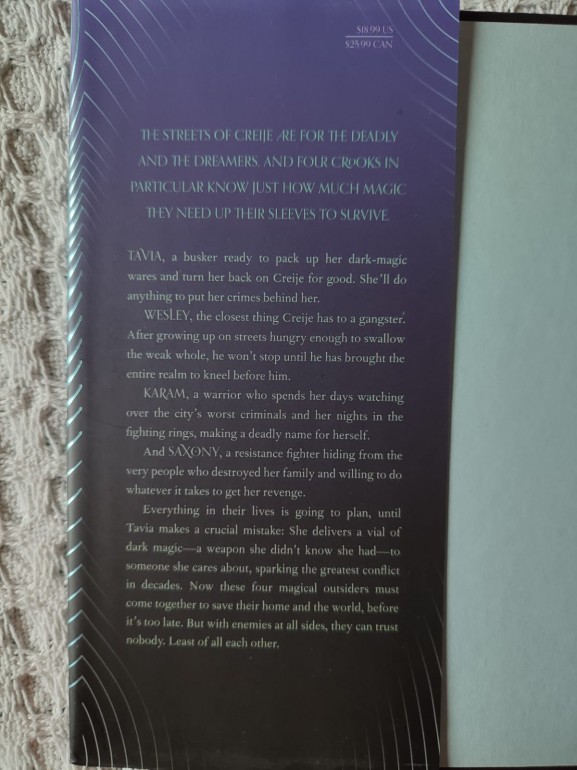 $18.99 US
$25.99 CAN
THE STREETS OF CREIJE ARE FOR THE DEADLY
AND THE DREAMERS, AND FOUR CROOKS IN
PARTICULAR KNOW JUST HOW MUCH MAGIC
THEY NEED UP THEIR SLEEVES TO SURVIVE.
TAVIA, a busker ready to pack up her dark-magic
wares and turn her back on Creije for good. She’ll do
anything to put her crimes behind her.
WESLEY, the closest thing Creije has to a gangster.
After growing up on streets hungry enough to swallow
the weak whole, he won’t stop until he has brought the
entire realm to kneel before him.
KARAM, a warrior who spends her days watching
over the city’s worst criminals and her nights in the
fighting rings, making a deadly name for herself.
And SAXONY, a resistance fighter hiding from the
very people who destroyed her family and willing to do
whatever it takes to get her revenge.
Everything in their lives is going to plan, until
Tavia makes a crucial mistake: She delivers a vial of
dark magic—a weapon she didn’t know she had—to
someone she cares about, sparking the greatest conflict
in decades. Now these four magical outsiders must
come together to save their home and the world, before
it’s too late. But with enemies at all sides, they can trust
nobody. Least of all each other.